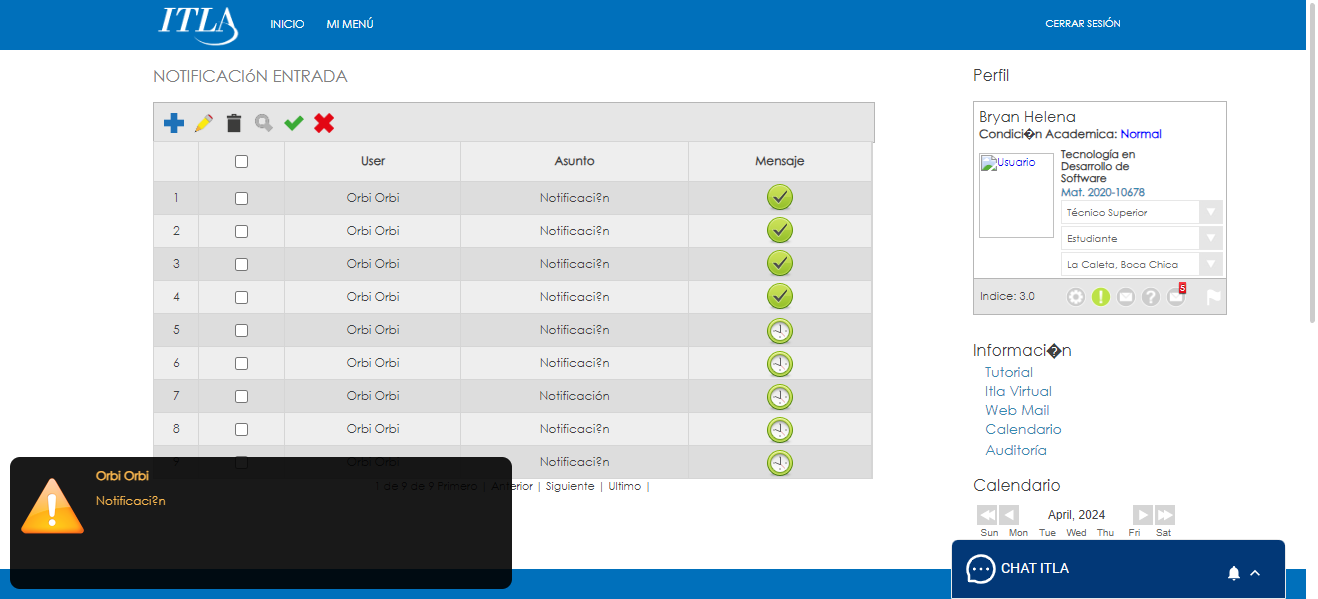 ITLA INICIO MI MENÚ CERRAR SESIÓN
NOTIFICACIóN ENTRADA
User Asunto Mensaje
1 Orbi Orbi Notificaci?n
2 Orbi Orbi Notificaci?n
3 Orbi Orbi Notificaci?n
4 Orbi Orbi Notificaci?n
5 Orbi Orbi Notificaci?n
6 Orbi Orbi Notificaci?n
7 Orbi Orbi Notificación
8 Orbi Orbi Notificaci?n
9 Orbi Orbi Notificaci?n
1 de 9 de 9 Primero | Anterior | Siguiente | Ultimo |
Orbi Orbi
Notificaci?n
Perfil
Bryan Helena
Condici�n Academica: Normal
Usuario
Tecnología en
Desarrollo de
Software
Mat. 2020-10678
Técnico Superior
Estudiante
La Caleta, Boca Chica
Indice: 3.0
5
Informaci�n
Tutorial
Itla Virtual
Web Mail
Calendario
Auditoría
Calendario
April, 2024
Sun Mon Tue Wed Thu Fri Sat
CHAT ITLA